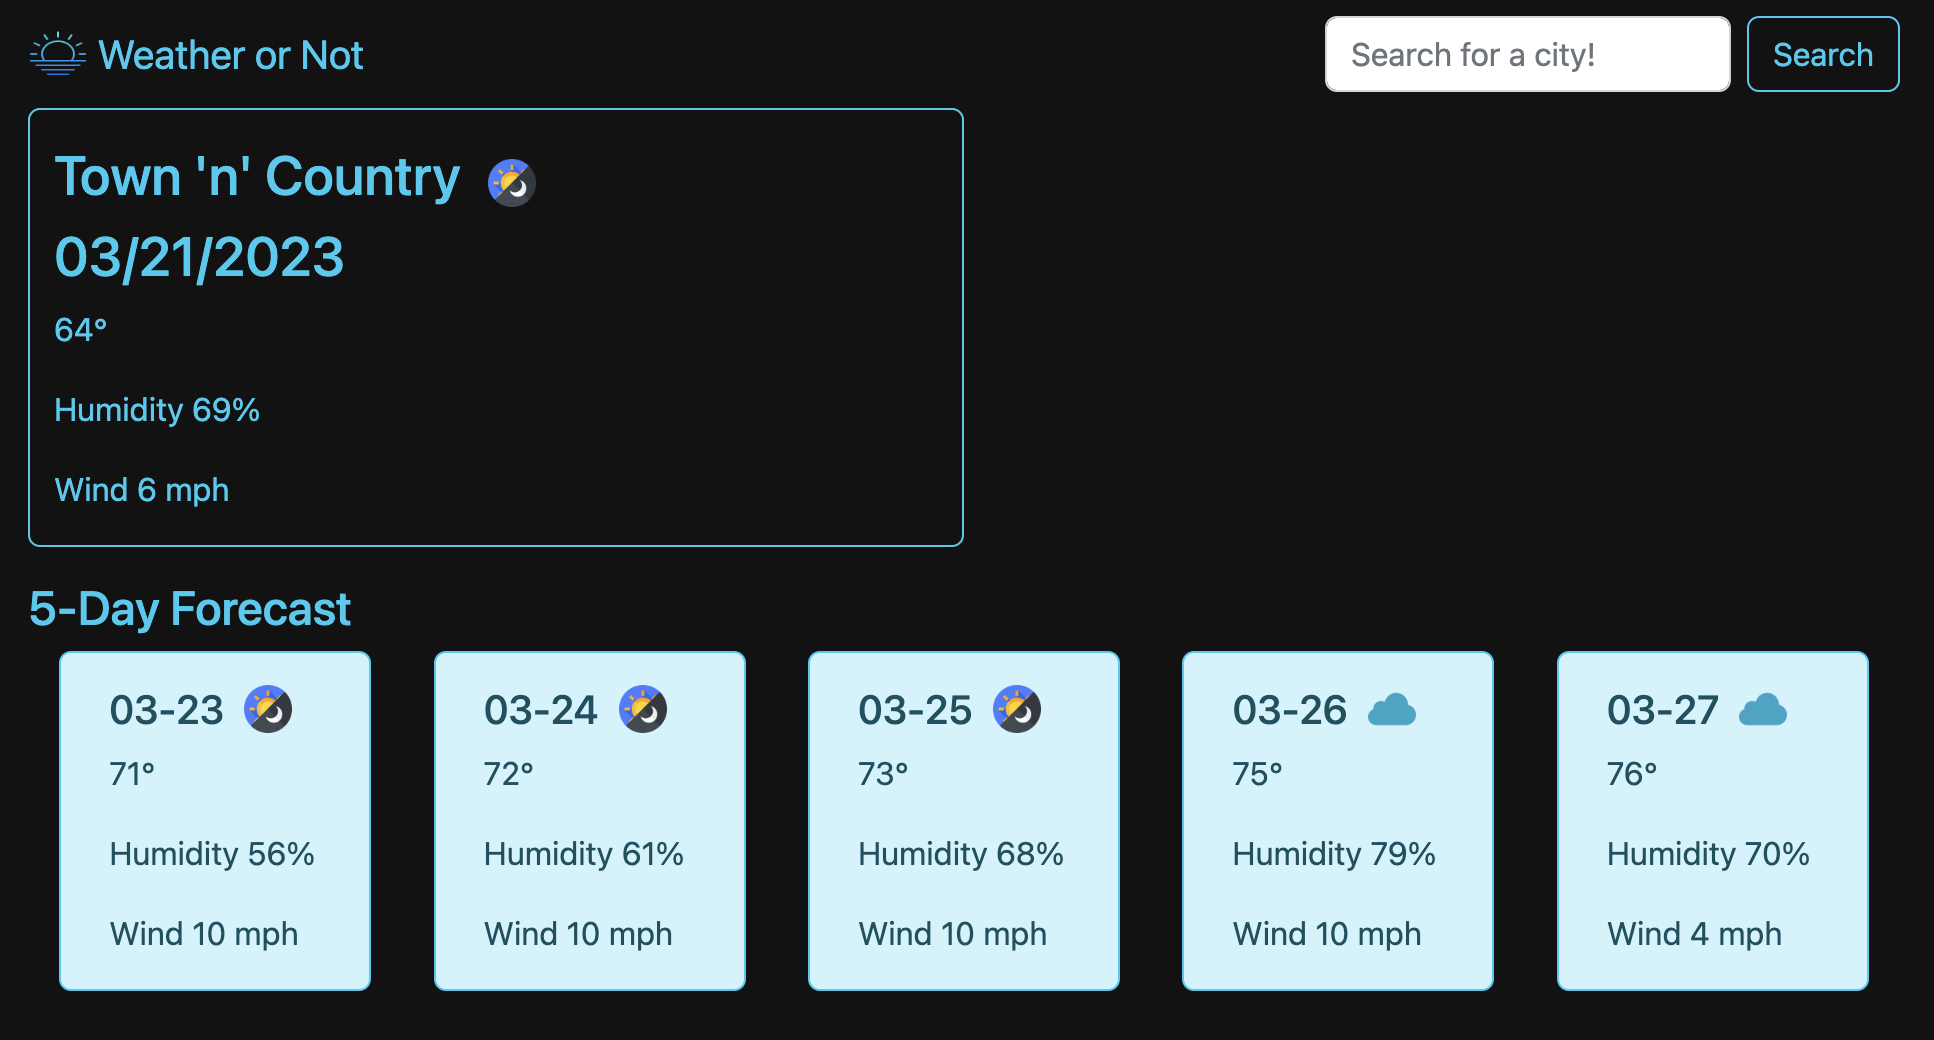 Weather or Not
Search for a city!
Search
Town 'n' Country
03/21/2023
64°
Humidity 69%
Wind 6 mph
5-Day Forecast
03-23
71°
Humidity 56%
Wind 10 mph
03-24
72°
Humidity 61%
Wind 10 mph
03-25
73°
Humidity 68%
Wind 10 mph
03-26
75°
Humidity 79%
Wind 10 mph
03-27
76°
Humidity 70%
Wind 4 mph